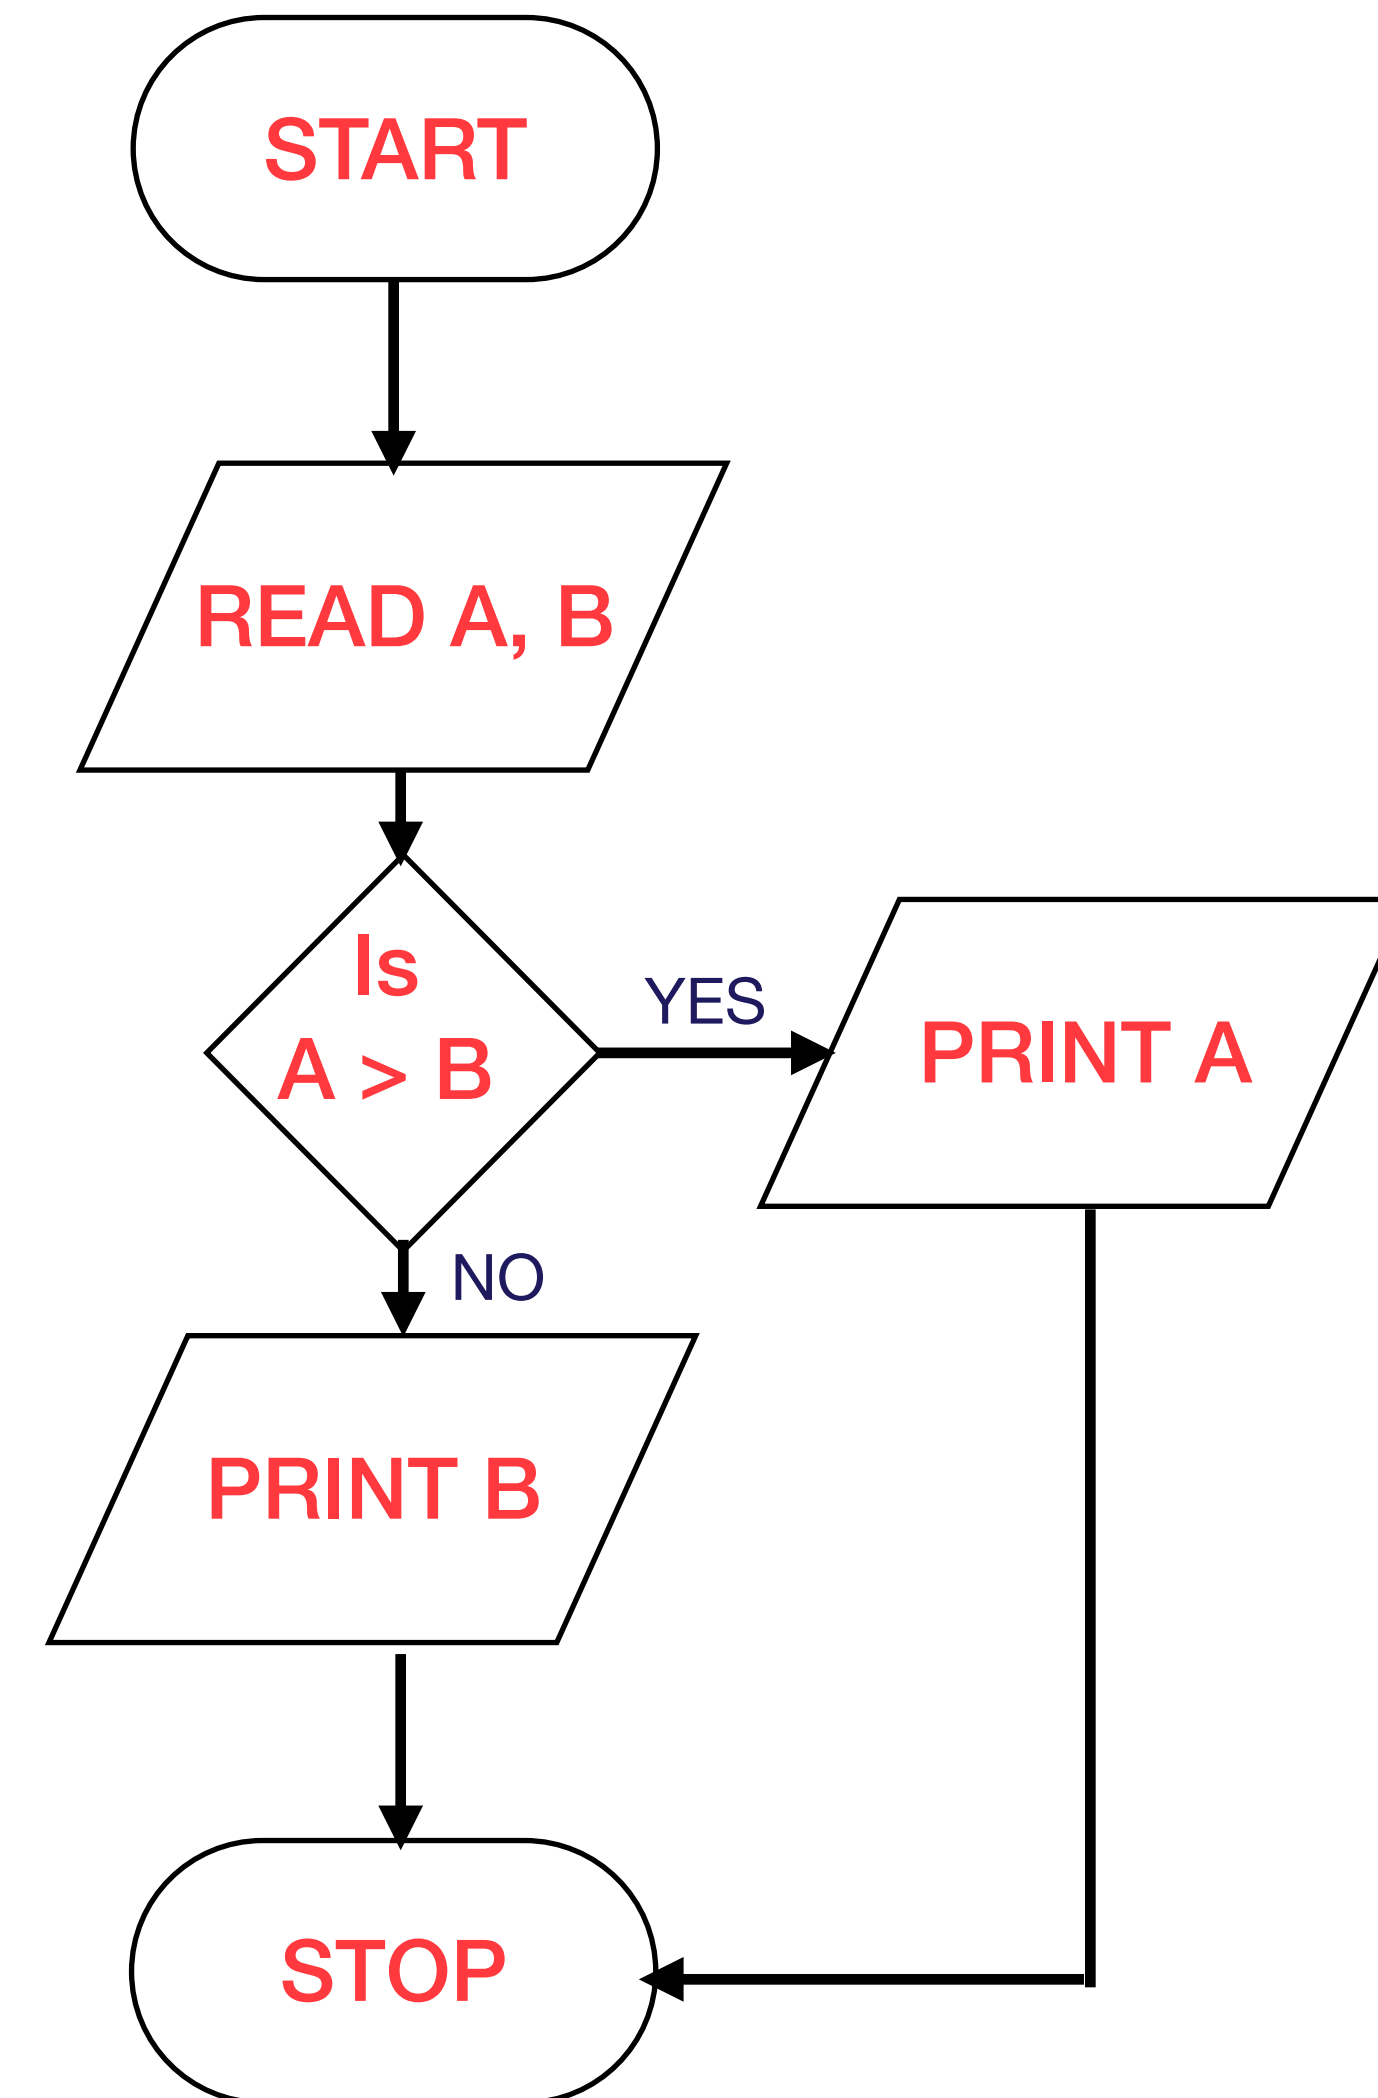 START
READ A, B
Is
A > B
YES
PRINT A
NO
PRINT B
STOP